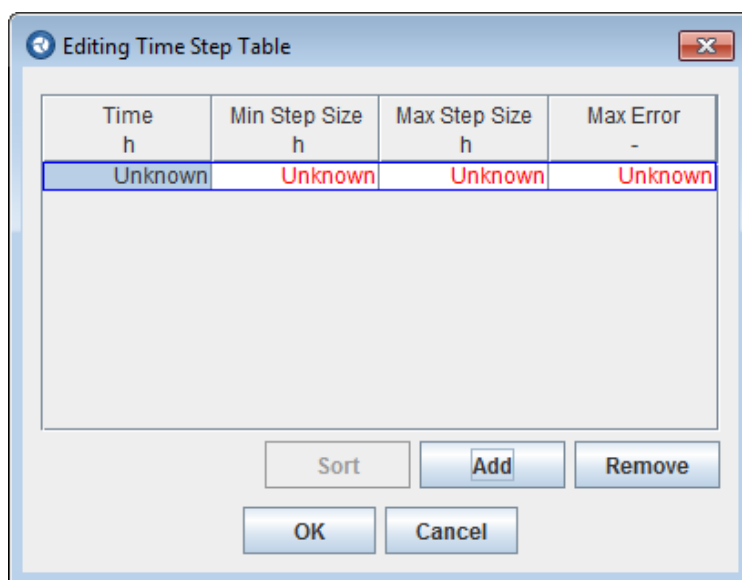 Editing Time Step Table
Time Min Step Size Max Step Size Max Error
h h h -
Unknown Unknown Unknown Unknown
Sort Add Remove
OK Cancel